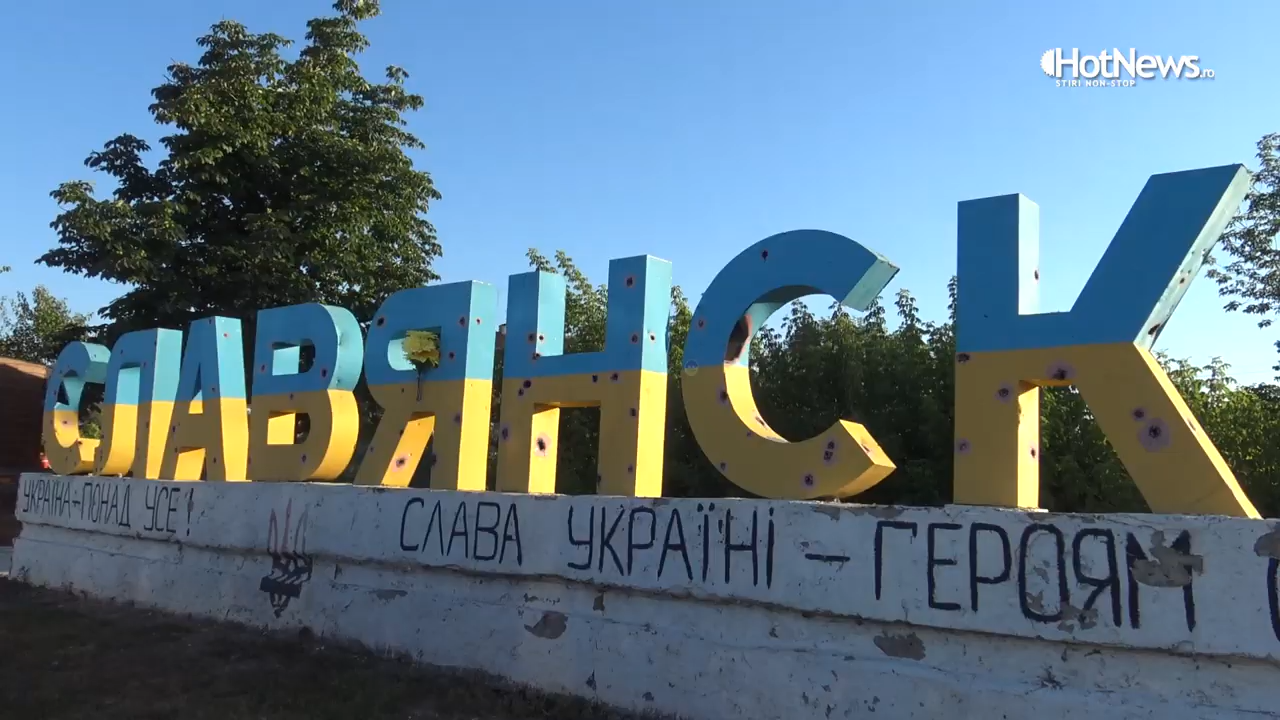 HotNews.ro
STIRI NON-STOP
СЛАВЯНСК
УКРАЇНА-ПОНАД УСЕ!
СЛАВА УКРАЇНІ - ГЕРОЯМ